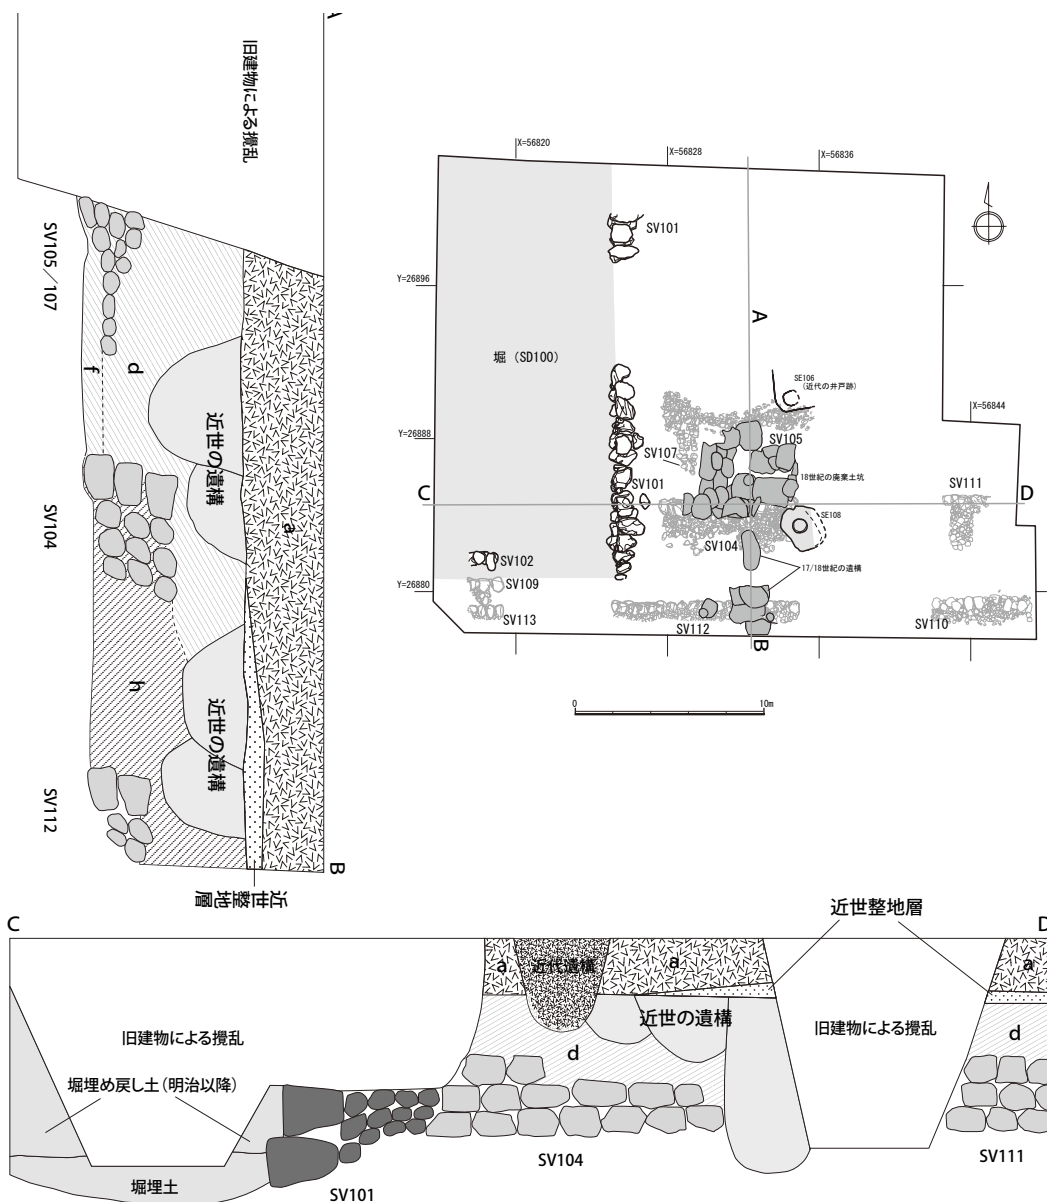 A
旧建物による攪乱
SV105/107
f
d
近世の遺構
SV104
a
h
近世の遺構
SV112
B
近世整地層
X=56820
X=56828
X=56836
SV101
Y=26896
A
堀（SD100）
SE106
（近代の井戸跡）
X=56844
Y=26888
SV105
SV107
18世紀の廃棄土坑
SV101
SV111
C
D
SE108
SV104
SV102
17/18世紀の遺構
Y=26880
SV109
SV113
SV112
SV110
B
0
10m
近世整地層
C
D
a
近代遺構
a
a
近世の遺構
旧建物による攪乱
旧建物による攪乱
d
d
堀埋め戻し土（明治以降）
SV104
SV111
堀埋土
SV101